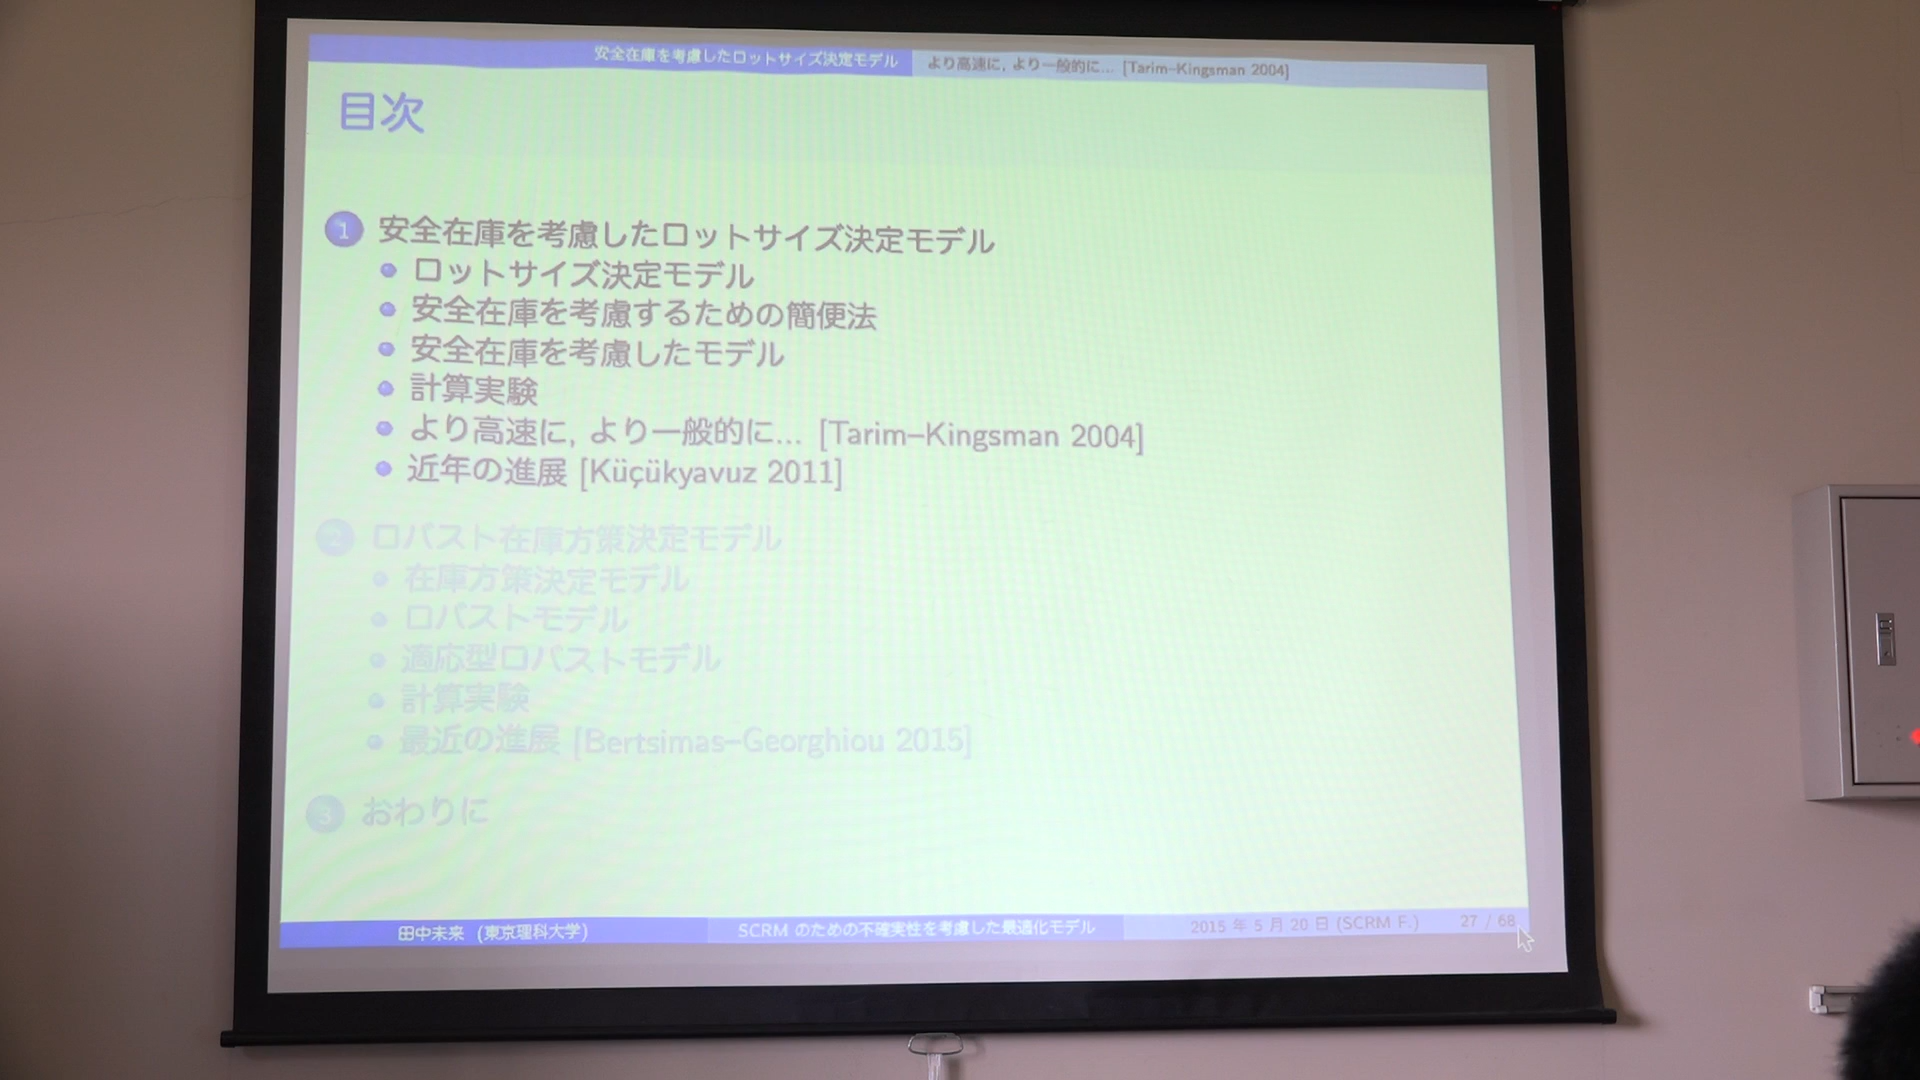 安全在庫を考慮したロットサイズ決定モデル
より高速に, より一般的に... [Tarim–Kingsman 2004]
目次
1 安全在庫を考慮したロットサイズ決定モデル
ロットサイズ決定モデル
安全在庫を考慮するための簡便法
安全在庫を考慮したモデル
計算実験
より高速に, より一般的に... [Tarim–Kingsman 2004]
近年の進展 [Küçükyavuz 2011]
2 ロバスト在庫方策決定モデル
在庫方策決定モデル
ロバストモデル
適応型ロバストモデル
計算実験
最近の進展 [Bertsimas–Georghiou 2015]
3 おわりに
田中未来 (東京理科大学)
SCRM のための不確実性を考慮した最適化モデル
2015 年 5 月 20 日 (SCRM F.)
27 / 68